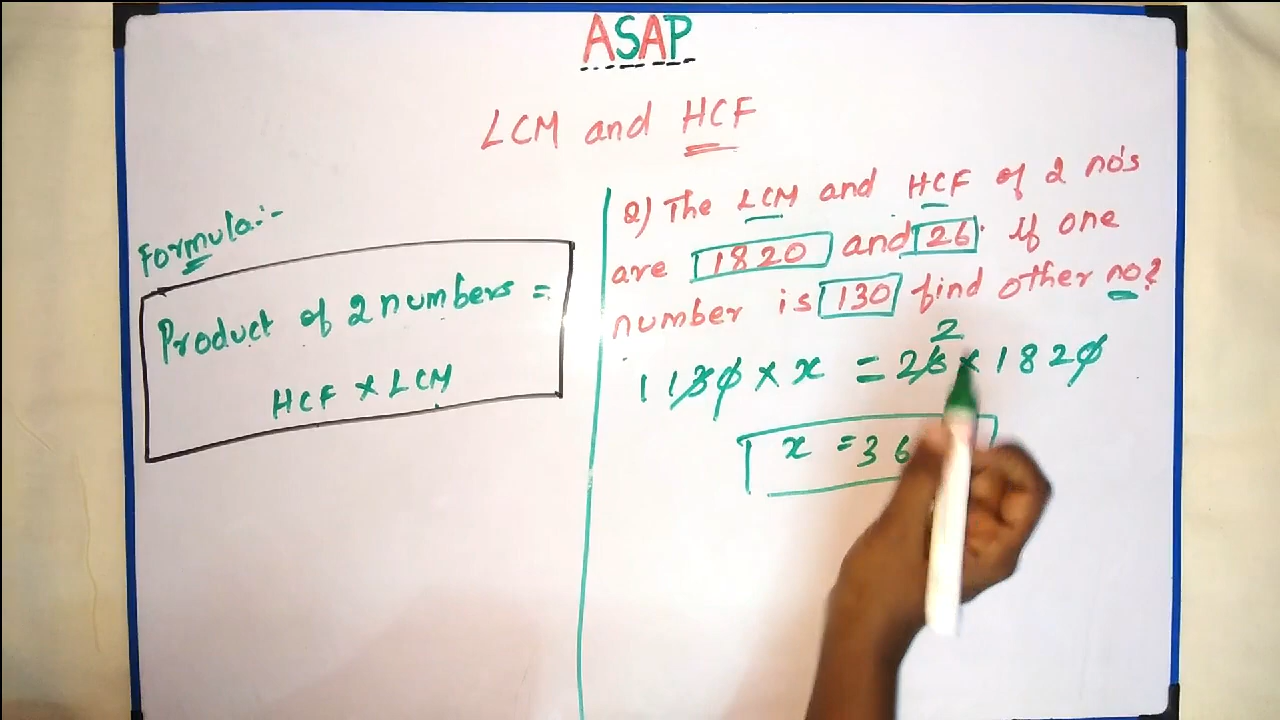 ASAP
LCM and HCF
Formula:-
Product of 2 numbers =
HCF × LCM
Q) The LCM and HCF of 2 no's
are 1820 and 26. If one
number is 130 find other no?
2
1 130 × x = 26 × 1820
x = 36